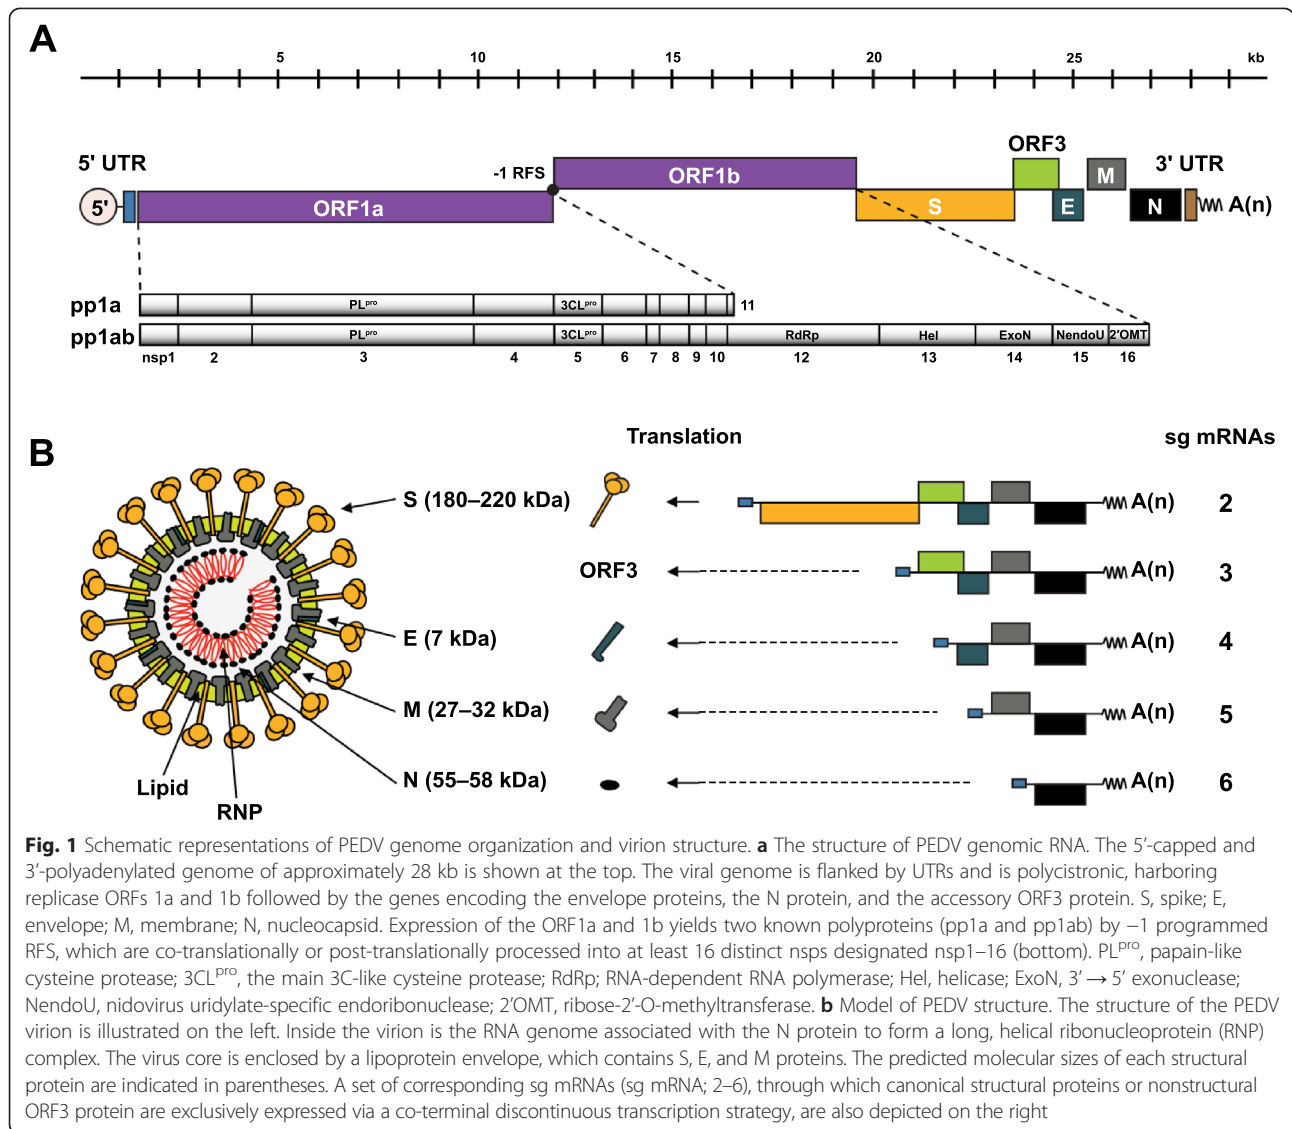 A
5 10 15 20 25 kb
ORF3
5' UTR -1 RFS ORF1b M 3' UTR
5' ORF1a S E N A(n)
pp1a PLpro 3CLpro 11
pp1ab PLpro 3CLpro RdRp Hel ExoN NendoU 2'OMT
nsp1 2 3 4 5 6 7 8 9 10 12 13 14 15 16
B
Translation sg mRNAs
S (180–220 kDa) A(n) 2
ORF3 A(n) 3
E (7 kDa) A(n) 4
M (27–32 kDa) A(n) 5
N (55–58 kDa) A(n) 6
Lipid
RNP
Fig. 1 Schematic representations of PEDV genome organization and virion structure. a The structure of PEDV genomic RNA. The 5′-capped and
3′-polyadenylated genome of approximately 28 kb is shown at the top. The viral genome is flanked by UTRs and is polycistronic, harboring
replicase ORFs 1a and 1b followed by the genes encoding the envelope proteins, the N protein, and the accessory ORF3 protein. S, spike; E,
envelope; M, membrane; N, nucleocapsid. Expression of the ORF1a and 1b yields two known polyproteins (pp1a and pp1ab) by −1 programmed
RFS, which are co-translationally or post-translationally processed into at least 16 distinct nsps designated nsp1–16 (bottom). PLpro, papain-like
cysteine protease; 3CLpro, the main 3C-like cysteine protease; RdRp; RNA-dependent RNA polymerase; Hel, helicase; ExoN, 3′ → 5′ exonuclease;
NendoU, nidovirus uridylate-specific endoribonuclease; 2′OMT, ribose-2′-O-methyltransferase. b Model of PEDV structure. The structure of the PEDV
virion is illustrated on the left. Inside the virion is the RNA genome associated with the N protein to form a long, helical ribonucleoprotein (RNP)
complex. The virus core is enclosed by a lipoprotein envelope, which contains S, E, and M proteins. The predicted molecular sizes of each structural
protein are indicated in parentheses. A set of corresponding sg mRNAs (sg mRNA; 2–6), through which canonical structural proteins or nonstructural
ORF3 protein are exclusively expressed via a co-terminal discontinuous transcription strategy, are also depicted on the right